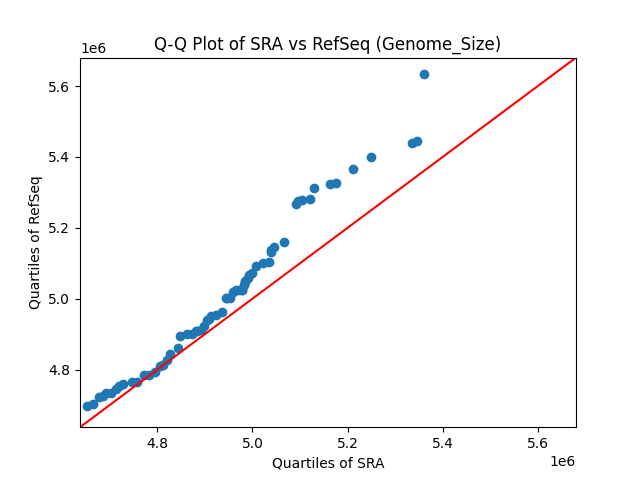 Q-Q Plot of SRA vs RefSeq (Genome_Size)
1e6
5.6
5.4
5.2
5.0
4.8
Quartiles of RefSeq
4.8 5.0 5.2 5.4 5.6
Quartiles of SRA
1e6